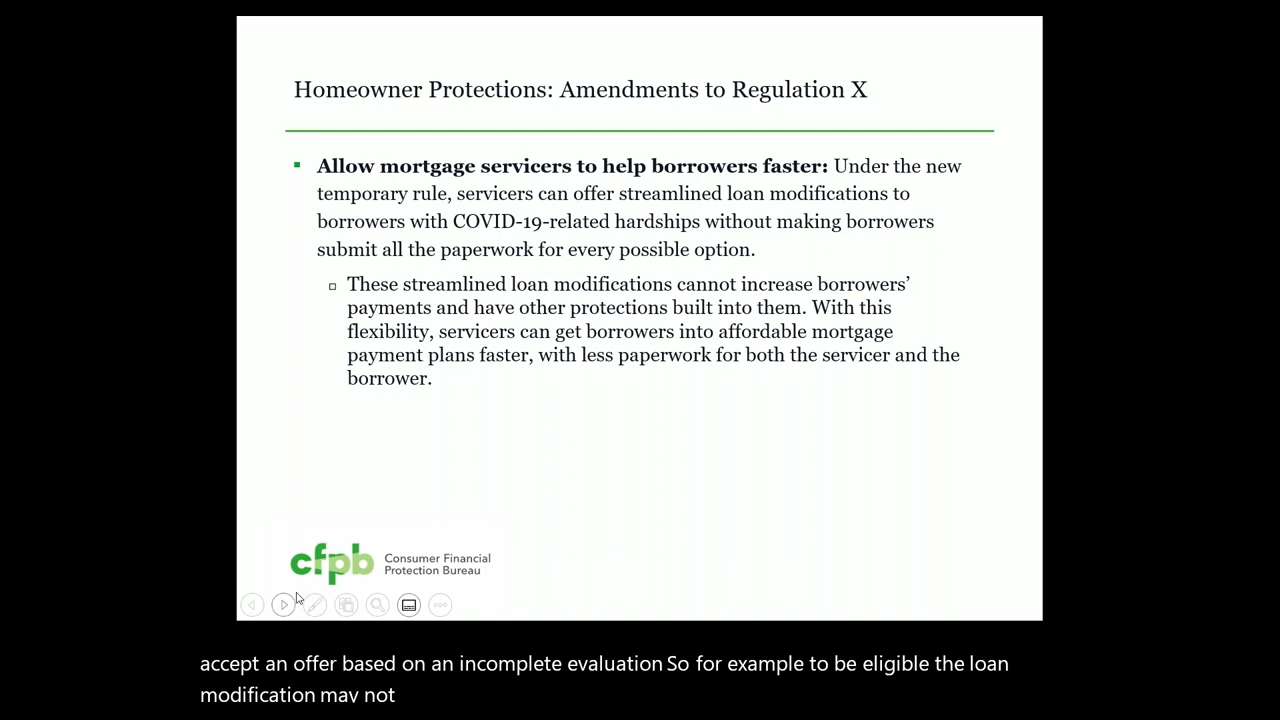 Homeowner Protections: Amendments to Regulation X
Allow mortgage servicers to help borrowers faster: Under the new
temporary rule, servicers can offer streamlined loan modifications to
borrowers with COVID-19-related hardships without making borrowers
submit all the paperwork for every possible option.
These streamlined loan modifications cannot increase borrowers’
payments and have other protections built into them. With this
flexibility, servicers can get borrowers into affordable mortgage
payment plans faster, with less paperwork for both the servicer and the
borrower.
cfpb
Consumer Financial
Protection Bureau
accept an offer based on an incomplete evaluation So for example to be eligible the loan
modification may not